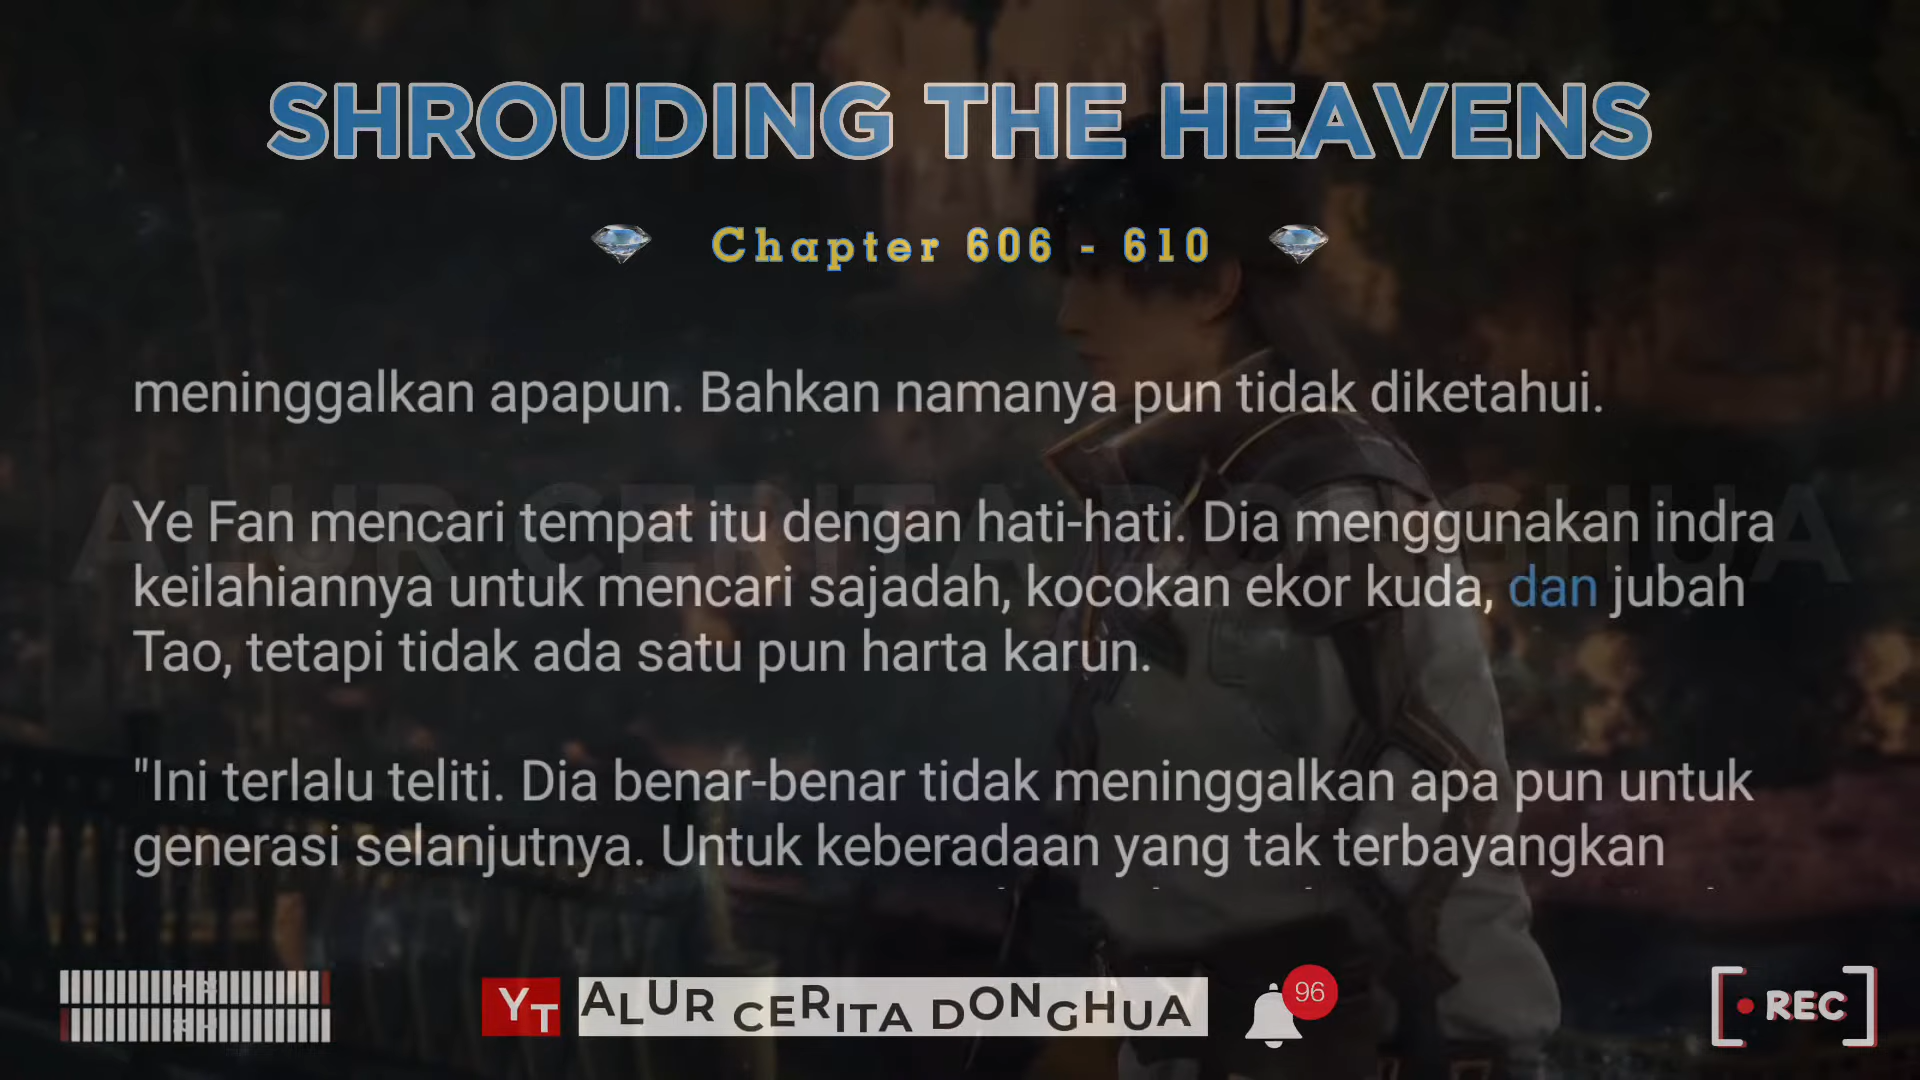 SHROUDING THE HEAVENS
Chapter 606 - 610
meninggalkan apapun. Bahkan namanya pun tidak diketahui.
ALUR CERITA DONGHUA
Ye Fan mencari tempat itu dengan hati-hati. Dia menggunakan indra
keilahiannya untuk mencari sajadah, kocokan ekor kuda, dan jubah
Tao, tetapi tidak ada satu pun harta karun.
"Ini terlalu teliti. Dia benar-benar tidak meninggalkan apa pun untuk
generasi selanjutnya. Untuk keberadaan yang tak terbayangkan
YT ALUR CERITA DONGHUA
96
REC